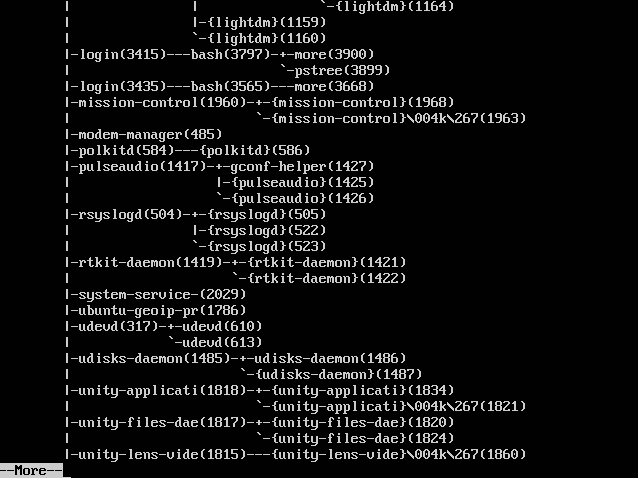 |                       |                   `-{lightdm}(1164)
|                       |-{lightdm}(1159)
|                       `-{lightdm}(1160)
|-login(3415)---bash(3797)-+-more(3900)
|                          `-pstree(3899)
|-login(3435)---bash(3565)---more(3668)
|-mission-control(1960)-+-{mission-control}(1968)
|                       `-{mission-control}\004k\267(1963)
|-modem-manager(485)
|-polkitd(584)---{polkitd}(586)
|-pulseaudio(1417)-+-gconf-helper(1427)
|                  |-{pulseaudio}(1425)
|                  `-{pulseaudio}(1426)
|-rsyslogd(504)-+-{rsyslogd}(505)
|               |-{rsyslogd}(522)
|               `-{rsyslogd}(523)
|-rtkit-daemon(1419)-+-{rtkit-daemon}(1421)
|                    `-{rtkit-daemon}(1422)
|-system-service-(2029)
|-ubuntu-geoip-pr(1786)
|-udevd(317)-+-udevd(610)
|            `-udevd(613)
|-udisks-daemon(1485)-+-udisks-daemon(1486)
|                     `-{udisks-daemon}(1487)
|-unity-applicati(1818)-+-{unity-applicati}(1834)
|                       `-{unity-applicati}\004k\267(1821)
|-unity-files-dae(1817)-+-{unity-files-dae}(1820)
|                       `-{unity-files-dae}(1824)
|-unity-lens-vide(1815)---{unity-lens-vide}\004k\267(1860)
--More--